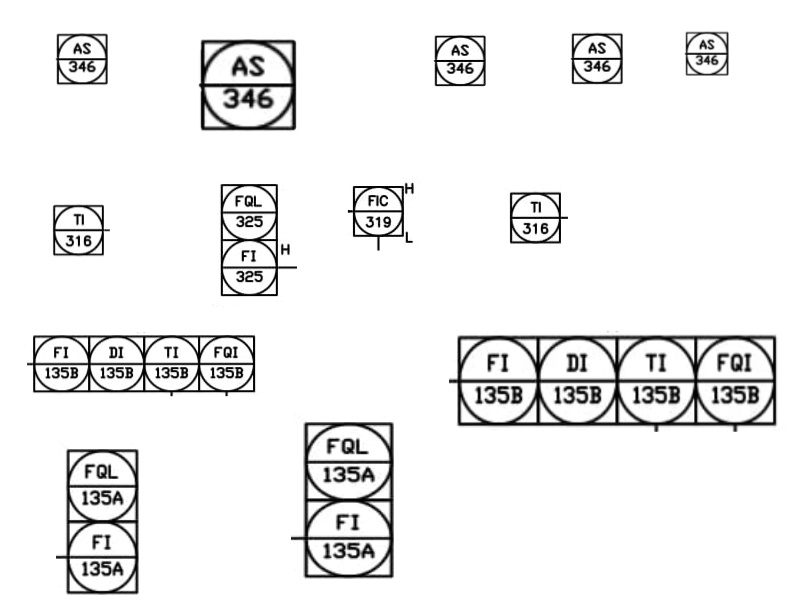 AS
346
AS
346
AS
346
AS
346
AS
346
TI
316
FQL
325
FI
325
H
FIC
319
H
L
TI
316
FI DI TI FQI
135B 135B 135B 135B
FI DI TI FQI
135B 135B 135B 135B
FQL
135A
FI
135A
FQL
135A
FI
135A